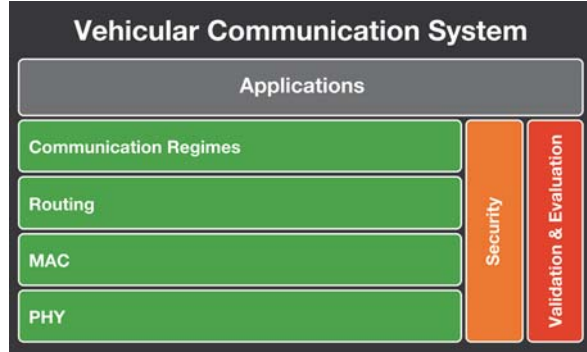 Vehicular Communication System
Applications
Communication Regimes
Routing
MAC
PHY
Security
Validation & Evaluation